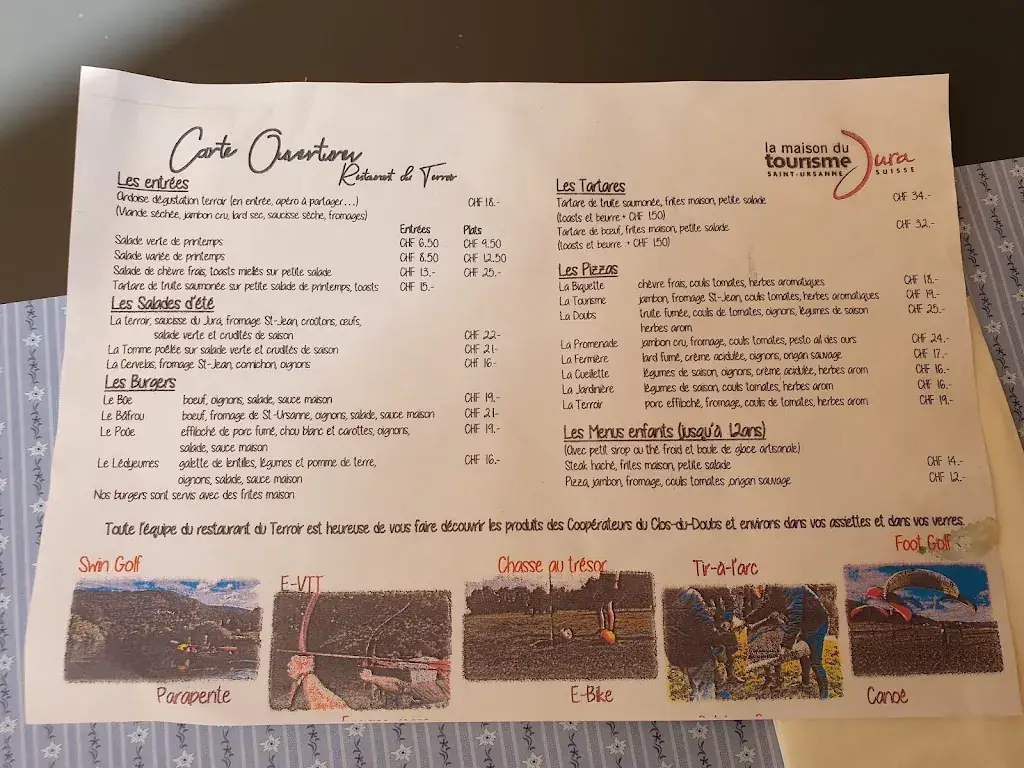 Carte Ouverture
Restaurant du Terroir
la maison du
tourisme
SAINT-URSANNE
Jura
SUISSE
Les entrées
Ardoise dégustation terroir (en entrée, apéro à partager...) CHF 18.-
(Viande séchée, jambon cru, lard sec, saucisse sèche, fromages)
Entrées Plats
Salade verte de printemps CHF 6.50 CHF 9.50
Salade variée de printemps CHF 8.50 CHF 12.50
Salade de chèvre frais, toasts miellés sur petite salade CHF 13.- CHF 25.-
Tartare de truite saumonée sur petite salade de printemps, toasts CHF 15.-
Les Salades d'été
La terroir, saucisse du Jura, fromage St-Jean, croûtons, œufs,
salade verte et crudités de saison CHF 22.-
La Tomme poêlée sur salade verte et crudités de saison CHF 21.-
La Cervelas, fromage St-Jean, cornichon, oignons CHF 16.-
Les Burgers
Le Bôe boeuf, oignons, salade, sauce maison CHF 19.-
Le Bâfrou boeuf, fromage de St-Ursanne, oignons, salade, sauce maison CHF 21.-
Le Poûe effiloché de porc fumé, chou blanc et carottes, oignons, CHF 19.-
salade, sauce maison
Le Lédyeumes galette de lentilles, légumes et pomme de terre, CHF 16.-
oignons, salade, sauce maison
Nos burgers sont servis avec des frites maison
Les Tartares
Tartare de truite saumonée, frites maison, petite salade CHF 34.-
(toasts et beurre + CHF 1.50)
Tartare de bœuf, frites maison, petite salade CHF 32.-
(toasts et beurre + CHF 1.50)
Les Pizzas
La Biquette chèvre frais, coulis tomates, herbes aromatiques CHF 18.-
La Tourisme jambon, fromage St-Jean, coulis tomates, herbes aromatiques CHF 19.-
La Doubs truite fumée, coulis de tomates, oignons, légumes de saison CHF 25.-
herbes arom
La Promenade jambon cru, fromage, coulis tomates, pesto ail des ours CHF 24.-
La Fermière lard fumé, crème acidulée, oignons, origan sauvage CHF 17.-
La Cueillette légumes de saison, oignons, crème acidulée, herbes arom CHF 16.-
La Jardinière légumes de saison, coulis tomates, herbes arom CHF 16.-
La Terroir porc effiloché, fromage, coulis de tomates, herbes arom CHF 19.-
Les Menus enfants (jusqu'à 12ans)
(Avec petit sirop ou thé froid et boule de glace artisanale)
Steak haché, frites maison, petite salade CHF 14.-
Pizza, jambon, fromage, coulis tomates ,origan sauvage CHF 12.-
Toute l'équipe du restaurant du Terroir est heureuse de vous faire découvrir les produits des Coopérateurs du Clos-du-Doubs et environs dans vos assiettes et dans vos verres.
Swin Golf
E-VTT
Chasse au trésor
Tir-à-l'arc
Foot Golf
Parapente
E-Bike
Canoë